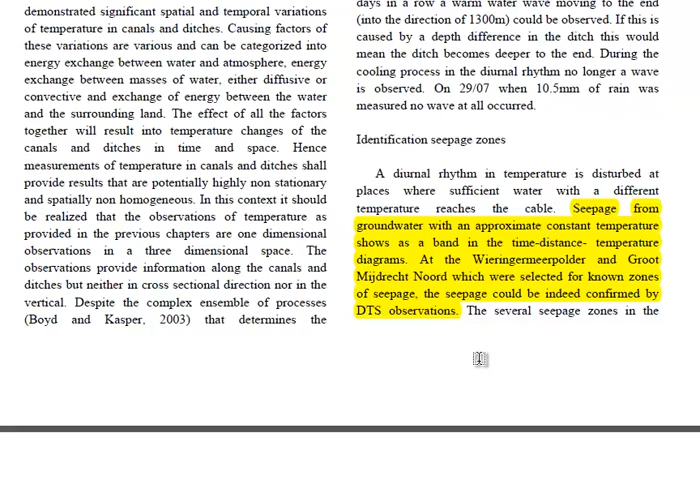 demonstrated significant spatial and temporal variations
of temperature in canals and ditches. Causing factors of
these variations are various and can be categorized into
energy exchange between water and atmosphere, energy
exchange between masses of water, either diffusive or
convective and exchange of energy between the water
and the surrounding land. The effect of all the factors
together will result into temperature changes of the
canals and ditches in time and space. Hence
measurements of temperature in canals and ditches shall
provide results that are potentially highly non stationary
and spatially non homogeneous. In this context it should
be realized that the observations of temperature as
provided in the previous chapters are one dimensional
observations in a three dimensional space. The
observations provide information along the canals and
ditches but neither in cross sectional direction nor in the
vertical. Despite the complex ensemble of processes
(Boyd and Kasper, 2003) that determines the
days in a row a warm water wave moving to the end
(into the direction of 1300m) could be observed. If this is
caused by a depth difference in the ditch this would
mean the ditch becomes deeper to the end. During the
cooling process in the diurnal rhythm no longer a wave
is observed. On 29/07 when 10.5mm of rain was
measured no wave at all occurred.
Identification seepage zones
A diurnal rhythm in temperature is disturbed at
places where sufficient water with a different
temperature reaches the cable. Seepage from
groundwater with an approximate constant temperature
shows as a band in the time-distance- temperature
diagrams. At the Wieringermeerpolder and Groot
Mijdrecht Noord which were selected for known zones
of seepage, the seepage could be indeed confirmed by
DTS observations. The several seepage zones in the